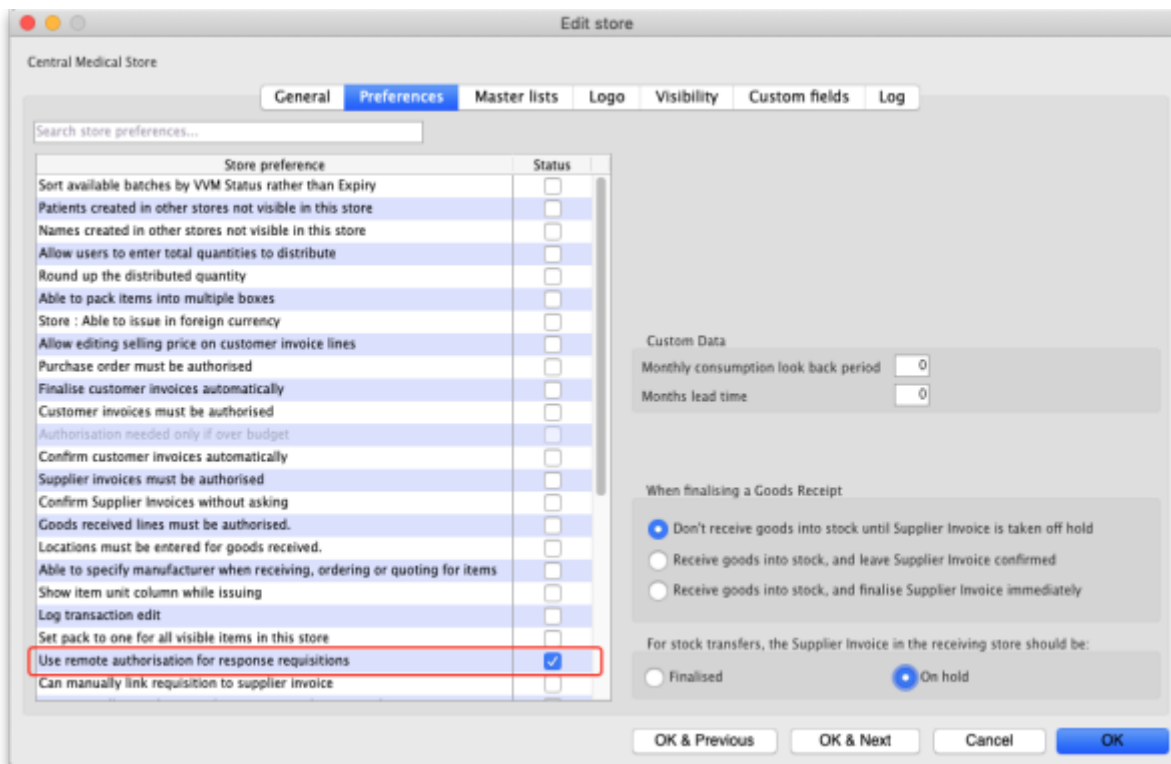 Edit store
Central Medical Store
General Preferences Master lists Logo Visibility Custom fields Log
Search store preferences...
Store preference Status
Sort available batches by VVM Status rather than Expiry
Patients created in other stores not visible in this store
Names created in other stores not visible in this store
Allow users to enter total quantities to distribute
Round up the distributed quantity
Able to pack items into multiple boxes
Store : Able to issue in foreign currency
Allow editing selling price on customer invoice lines
Purchase order must be authorised
Finalise customer invoices automatically
Customer invoices must be authorised
Authorisation needed only if over budget
Confirm customer invoices automatically
Supplier invoices must be authorised
Confirm Supplier Invoices without asking
Goods received lines must be authorised.
Locations must be entered for goods received.
Able to specify manufacturer when receiving, ordering or quoting for items
Show item unit column while issuing
Log transaction edit
Set pack to one for all visible items in this store
Use remote authorisation for response requisitions
Can manually link requisition to supplier invoice
Custom Data
Monthly consumption look back period 0
Months lead time 0
When finalising a Goods Receipt
Don't receive goods into stock until Supplier Invoice is taken off hold
Receive goods into stock, and leave Supplier Invoice confirmed
Receive goods into stock, and finalise Supplier Invoice immediately
For stock transfers, the Supplier Invoice in the receiving store should be:
Finalised On hold
OK & Previous OK & Next Cancel OK